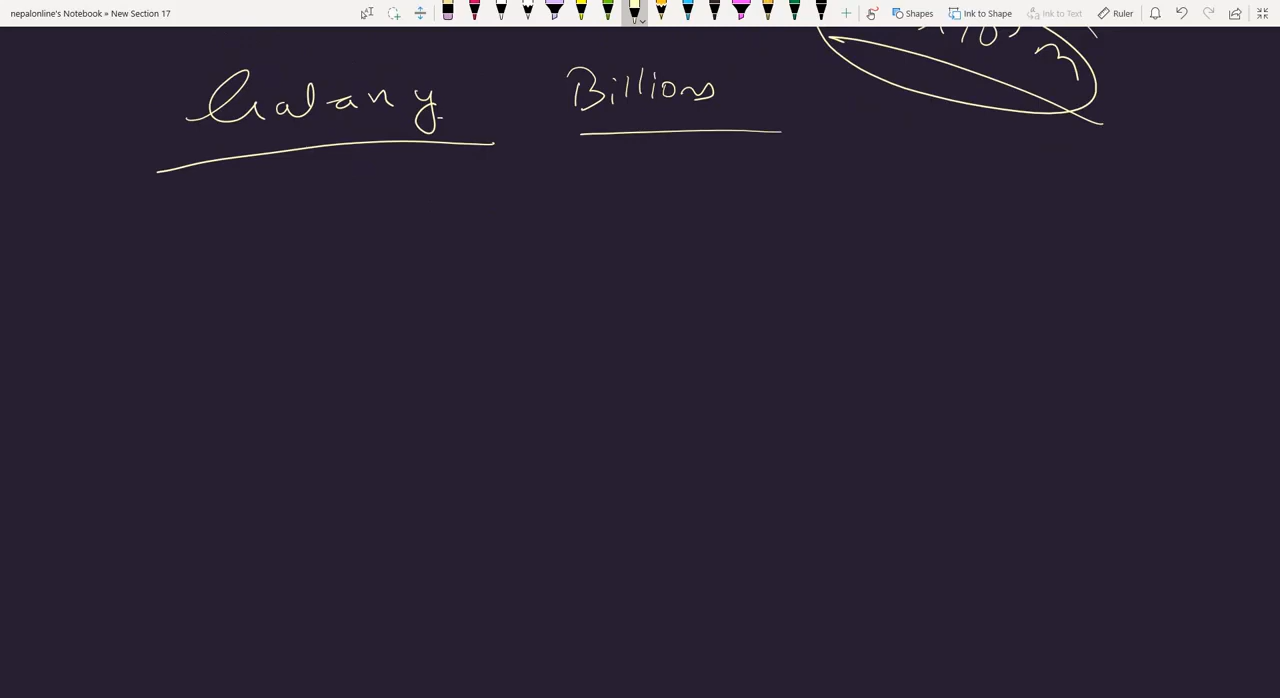 nepalonline's Notebook » New Section 17
Shapes
Ink to Shape
Ink to Text
Ruler
Galaxy
Billions